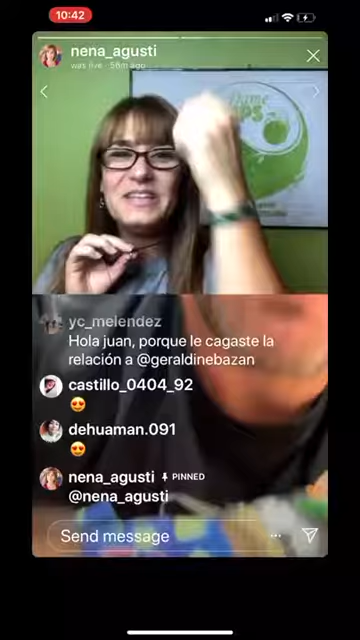 10:42
nena_agusti
was live · 56m ago
yc_melendez
Hola juan, porque le cagaste la
relación a @geraldinebazan
castillo_0404_92
😍
dehuaman.091
😍
nena_agusti PINNED
@nena_agusti
Send message